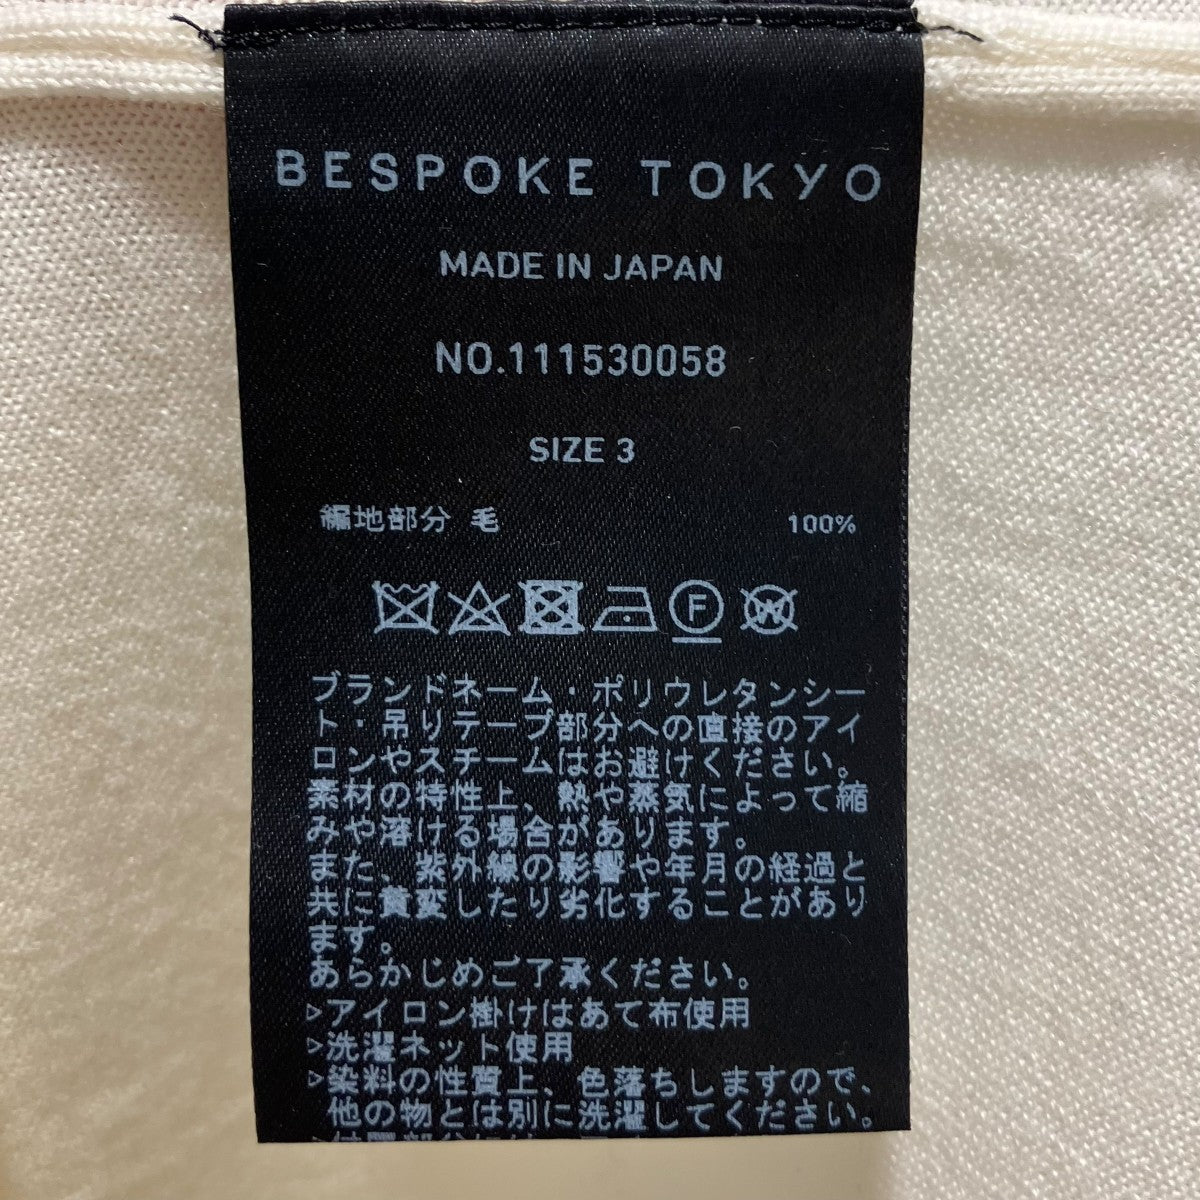 BESPOKE TOKYO
MADE IN JAPAN
NO.111530058
SIZE 3
編地部分 毛 100%
F W
ブランドネーム・ポリウレタンシー
ト・吊りテープ部分への直接のアイ
ロンやスチームはお避けください。
素材の特性上、熱や蒸気によって縮
みや溶ける場合があります。
また、紫外線の影響や年月の経過と
共に黄変したり劣化することがあり
ます。
あらかじめご了承ください。
▷アイロン掛けはあて布使用
▷洗濯ネット使用
▷染料の性質上、色落ちしますので、
他の物とは別に洗濯してください。